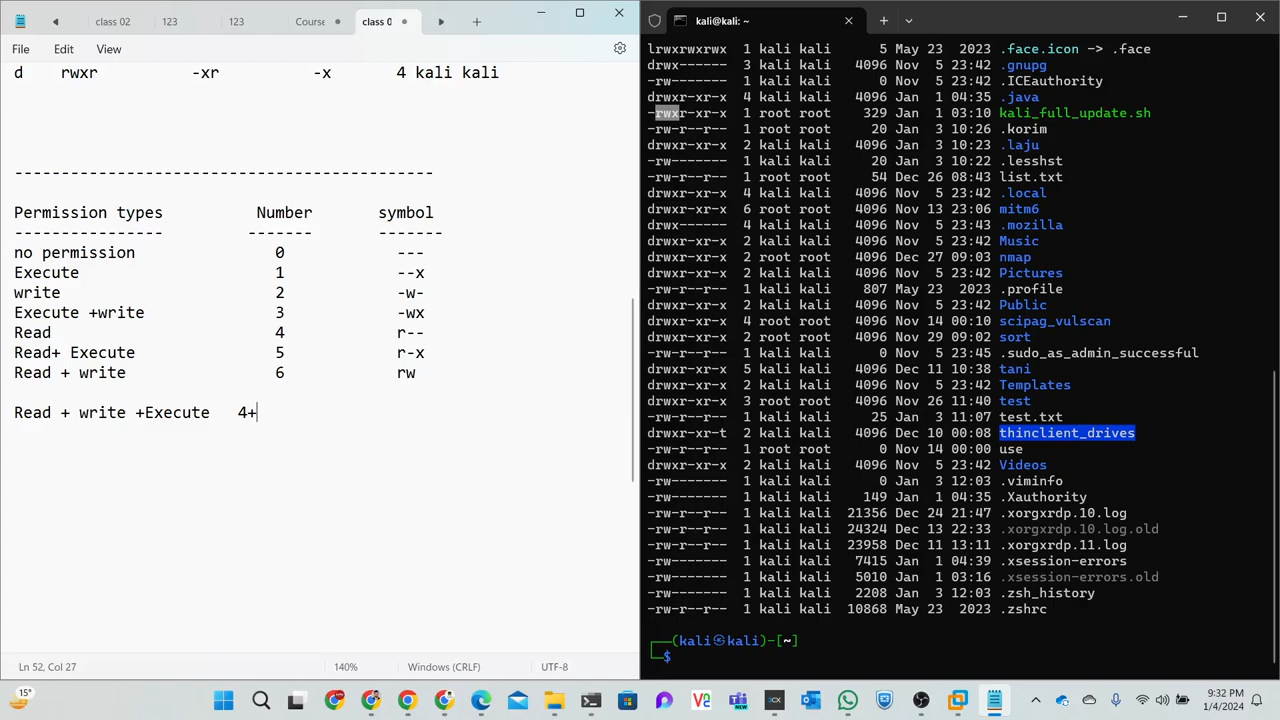 class 02
123
123
Course
class 0
File Edit View
d rwxr -xr -x 4 kali kali
---------------------------------------------
Permission types Number symbol
---------------- ------- -------
no permission 0 ---
Execute 1 --x
write 2 -w-
Execute +write 3 -wx
Read 4 r--
Read+ Execute 5 r-x
Read + write 6 rw
Read + write +Execute 4+
Ln 52, Col 27 140% Windows (CRLF) UTF-8
kali@kali: ~
lrwxrwxrwx 1 kali kali 5 May 23 2023 .face.icon -> .face
drwx------ 3 kali kali 4096 Nov 5 23:42 .gnupg
-rw------- 1 kali kali 0 Nov 5 23:42 .ICEauthority
drwxr-xr-x 4 kali kali 4096 Jan 1 04:35 .java
-rwxr-xr-x 1 root root 329 Jan 1 03:10 kali_full_update.sh
-rw-r--r-- 1 root root 20 Jan 3 10:26 .korim
drwxr-xr-x 2 kali kali 4096 Jan 3 10:23 .laju
-rw------- 1 kali kali 20 Jan 3 10:22 .lesshst
-rw-r--r-- 1 root root 54 Dec 26 08:43 list.txt
drwxr-xr-x 4 kali kali 4096 Nov 5 23:42 .local
drwxr-xr-x 6 root root 4096 Nov 13 23:06 mitm6
drwx------ 4 kali kali 4096 Nov 5 23:43 .mozilla
drwxr-xr-x 2 kali kali 4096 Nov 5 23:42 Music
drwxr-xr-x 2 root root 4096 Dec 27 09:03 nmap
drwxr-xr-x 2 kali kali 4096 Nov 5 23:42 Pictures
-rw-r--r-- 1 kali kali 807 May 23 2023 .profile
drwxr-xr-x 2 kali kali 4096 Nov 5 23:42 Public
drwxr-xr-x 4 root root 4096 Nov 14 00:10 scipag_vulscan
drwxr-xr-x 2 root root 4096 Nov 29 09:02 sort
-rw-r--r-- 1 kali kali 0 Nov 5 23:45 .sudo_as_admin_successful
drwxr-xr-x 5 kali kali 4096 Dec 11 10:38 tani
drwxr-xr-x 2 kali kali 4096 Nov 5 23:42 Templates
drwxr-xr-x 3 root root 4096 Nov 26 11:40 test
-rw-r--r-- 1 kali kali 25 Jan 3 11:07 test.txt
drwxrwxr-t 2 kali kali 4096 Dec 10 00:08 thinclient_drives
-rw-r--r-- 1 root root 0 Nov 14 00:00 use
drwxr-xr-x 2 kali kali 4096 Nov 5 23:42 Videos
-rw------- 1 kali kali 0 Jan 3 12:03 .viminfo
-rw------- 1 kali kali 149 Jan 1 04:35 .Xauthority
-rw-r--r-- 1 kali kali 21356 Dec 24 21:47 .xorgxrdp.10.log
-rw-r--r-- 1 kali kali 24324 Dec 13 22:33 .xorgxrdp.10.log.old
-rw-r--r-- 1 kali kali 23958 Dec 11 13:11 .xorgxrdp.11.log
-rw------- 1 kali kali 7415 Jan 1 04:39 .xsession-errors
-rw------- 1 kali kali 5010 Jan 1 03:16 .xsession-errors.old
-rw------- 1 kali kali 2208 Jan 3 12:03 .zsh_history
-rw-r--r-- 1 kali kali 10868 May 23 2023 .zshrc
┌──(kali㉿kali)-[~]
└─$
15°
9:32 PM
1/4/2024